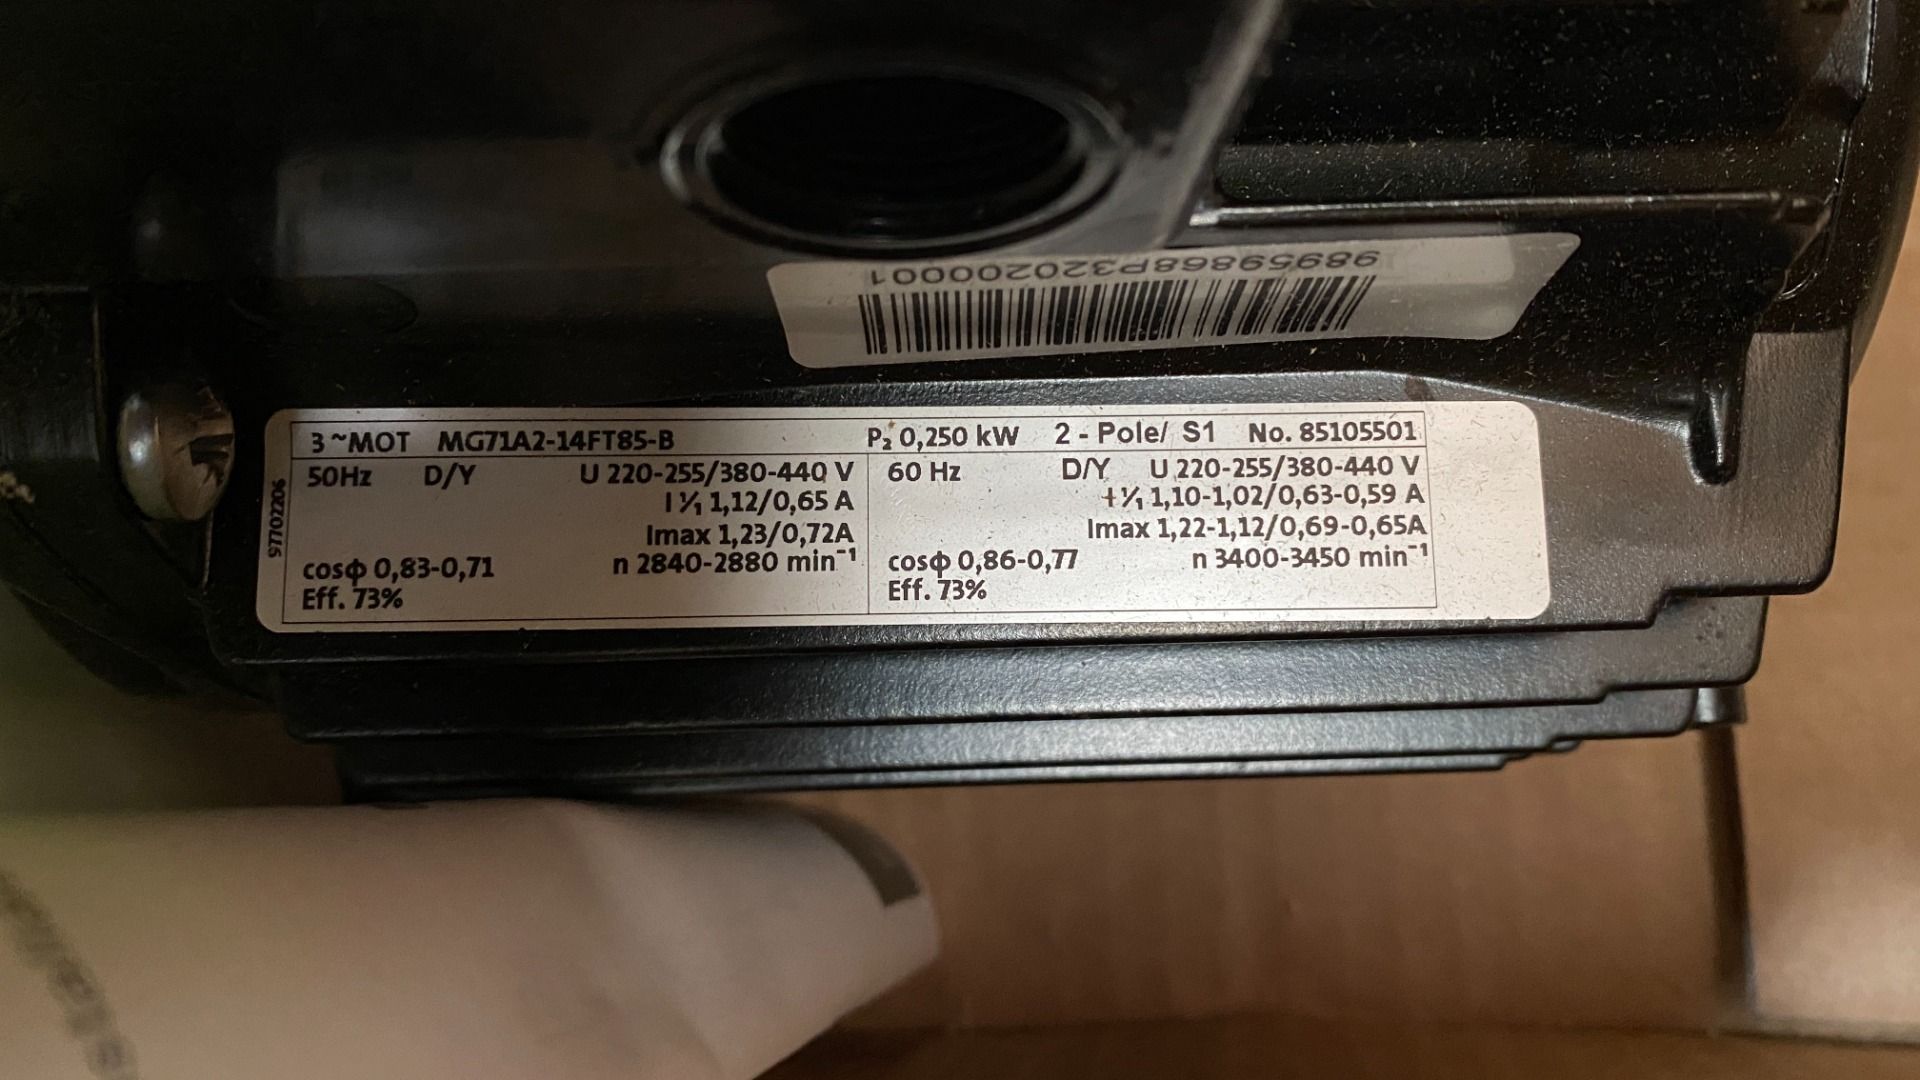 98959868P320200001
3~MOT MG71A2-14FT85-B P₂ 0,250 kW 2 - Pole/ S1 No. 85105501
50Hz D/Y U 220-255/380-440 V
I 1/1 1,12/0,65 A
Imax 1,23/0,72A
cosϕ 0,83-0,71 n 2840-2880 min⁻¹
Eff. 73%
60 Hz D/Y U 220-255/380-440 V
I 1/1 1,10-1,02/0,63-0,59 A
Imax 1,22-1,12/0,69-0,65A
cosϕ 0,86-0,77 n 3400-3450 min⁻¹
Eff. 73%
97702206